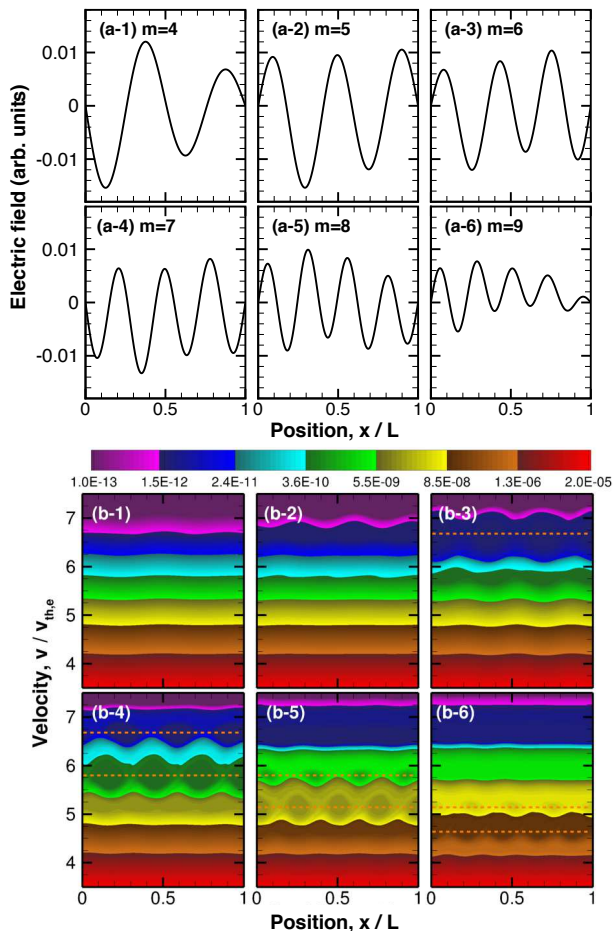 (a-1) m=4 (a-2) m=5 (a-3) m=6
0.01
0
-0.01
(a-4) m=7 (a-5) m=8 (a-6) m=9
0.01
0
-0.01
Electric field (arb. units)
0 0.5 1 0 0.5 1 0 0.5 1
Position, x / L
1.0E-13 1.5E-12 2.4E-11 3.6E-10 5.5E-09 8.5E-08 1.3E-06 2.0E-05
(b-1) (b-2) (b-3)
7
6
5
4
(b-4) (b-5) (b-6)
7
6
5
4
Velocity, v / v_th,e
0 0.5 1 0 0.5 1 0 0.5 1
Position, x / L